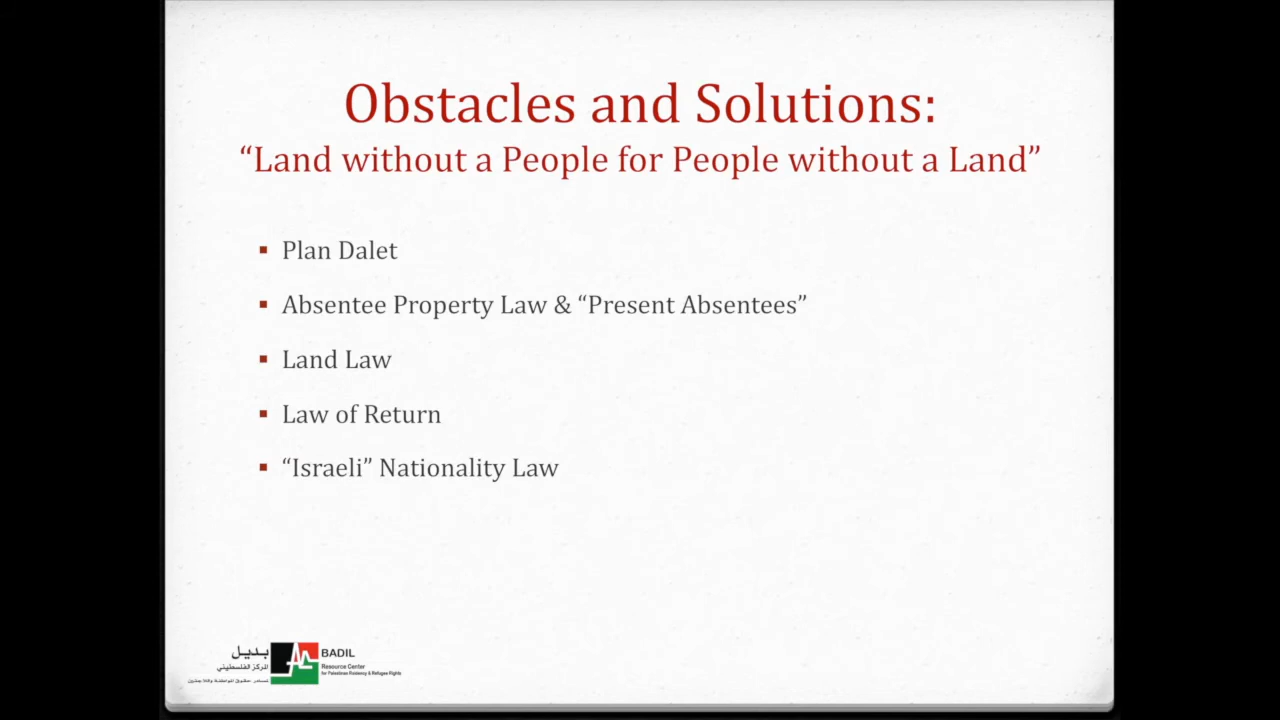 Obstacles and Solutions:
“Land without a People for People without a Land”
▪ Plan Dalet
▪ Absentee Property Law & “Present Absentees”
▪ Land Law
▪ Law of Return
▪ “Israeli” Nationality Law
بديل
المركز الفلسطيني
BADIL
Resource Center
for Palestinian Residency & Refugee Rights